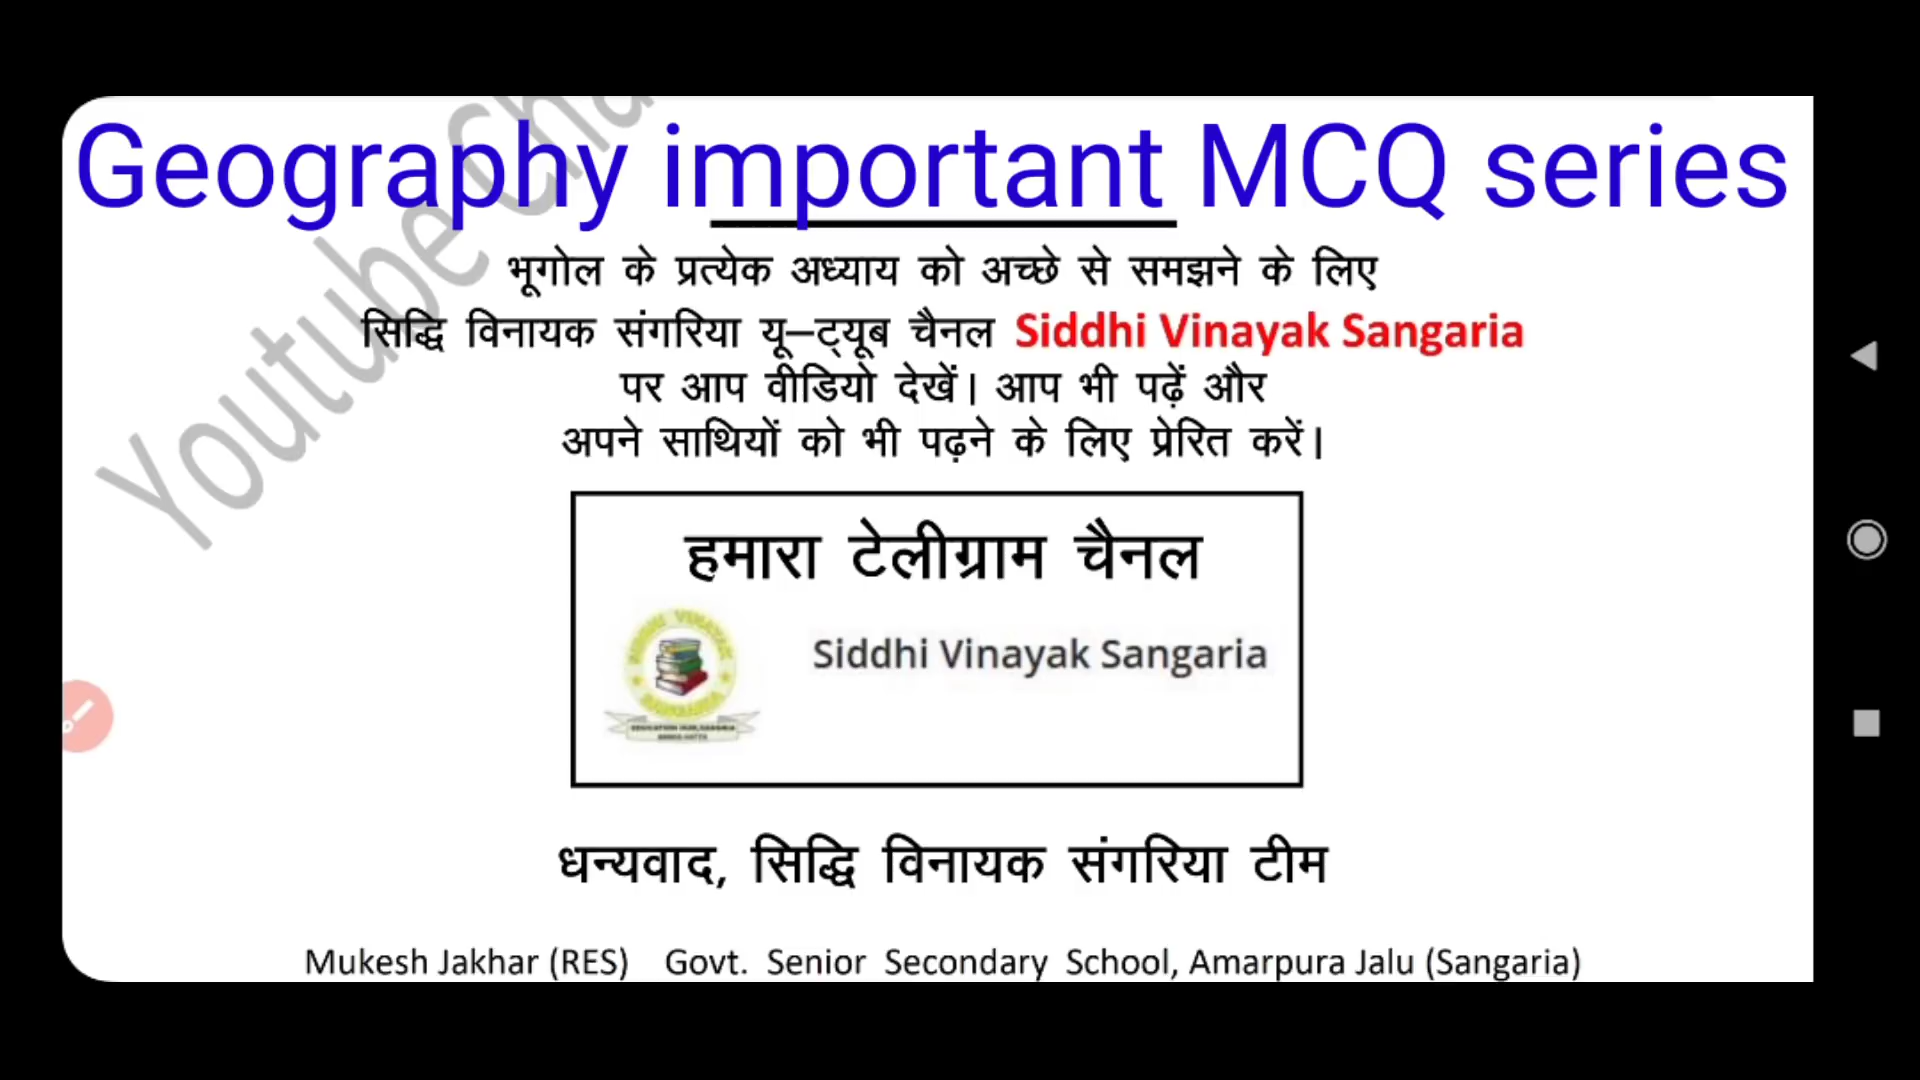 Geography important MCQ series
भूगोल के प्रत्येक अध्याय को अच्छे से समझने के लिए
सिद्धि विनायक संगरिया यू–ट्यूब चैनल Siddhi Vinayak Sangaria
पर आप वीडियो देखें। आप भी पढ़ें और
अपने साथियों को भी पढ़ने के लिए प्रेरित करें।
Youtube Cha
हमारा टेलीग्राम चैनल
Siddhi Vinayak Sangaria
धन्यवाद, सिद्धि विनायक संगरिया टीम
Mukesh Jakhar (RES) Govt. Senior Secondary School, Amarpura Jalu (Sangaria)